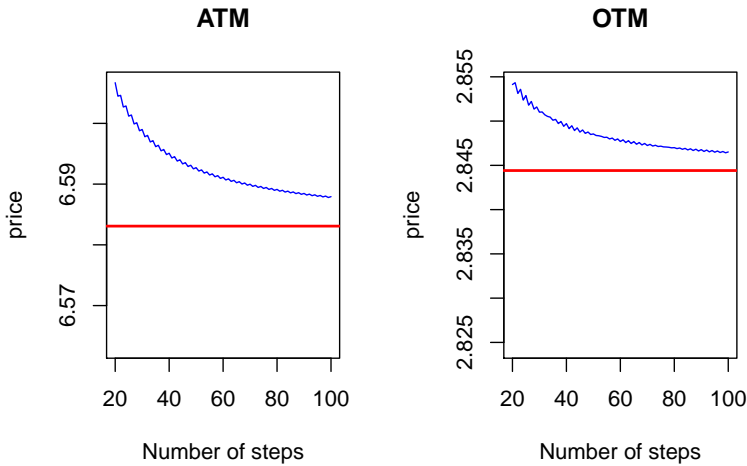 ATM
price
6.59
6.57
20 40 60 80 100
Number of steps
OTM
price
2.855
2.845
2.835
2.825
20 40 60 80 100
Number of steps